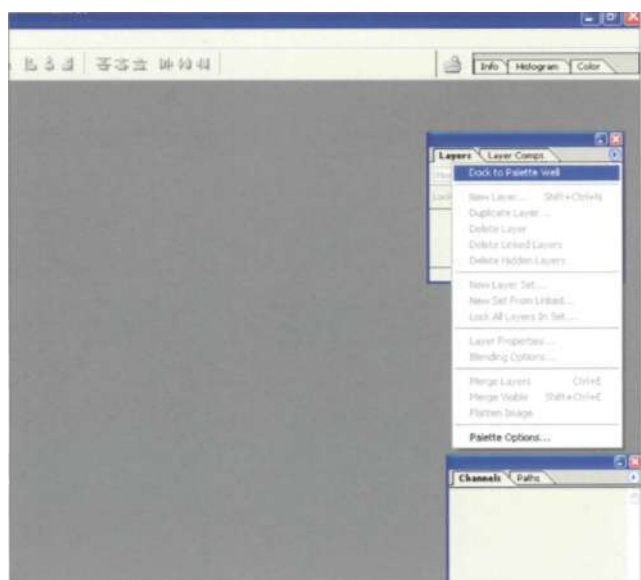 Info Histogram Color
Layers Layer Comps
Dock to Palette Well
New Layer... Shift+Ctrl+N
Duplicate Layer...
Delete Layer
Delete Linked Layers
Delete Hidden Layers
New Layer Set...
New Set From Linked...
Lock All Layers In Set...
Layer Properties...
Blending Options...
Merge Layers Ctrl+E
Merge Visible Shift+Ctrl+E
Flatten Image
Palette Options...
Channels Paths